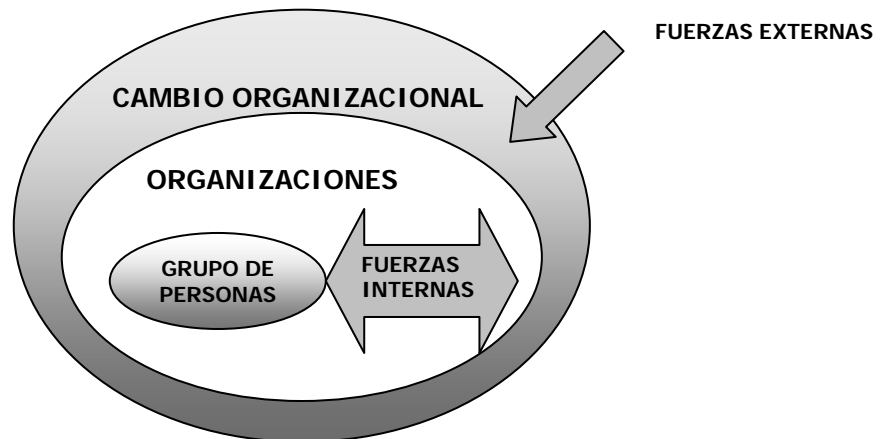 FUERZAS EXTERNAS
CAMBIO ORGANIZACIONAL
ORGANIZACIONES
GRUPO DE
PERSONAS
FUERZAS
INTERNAS